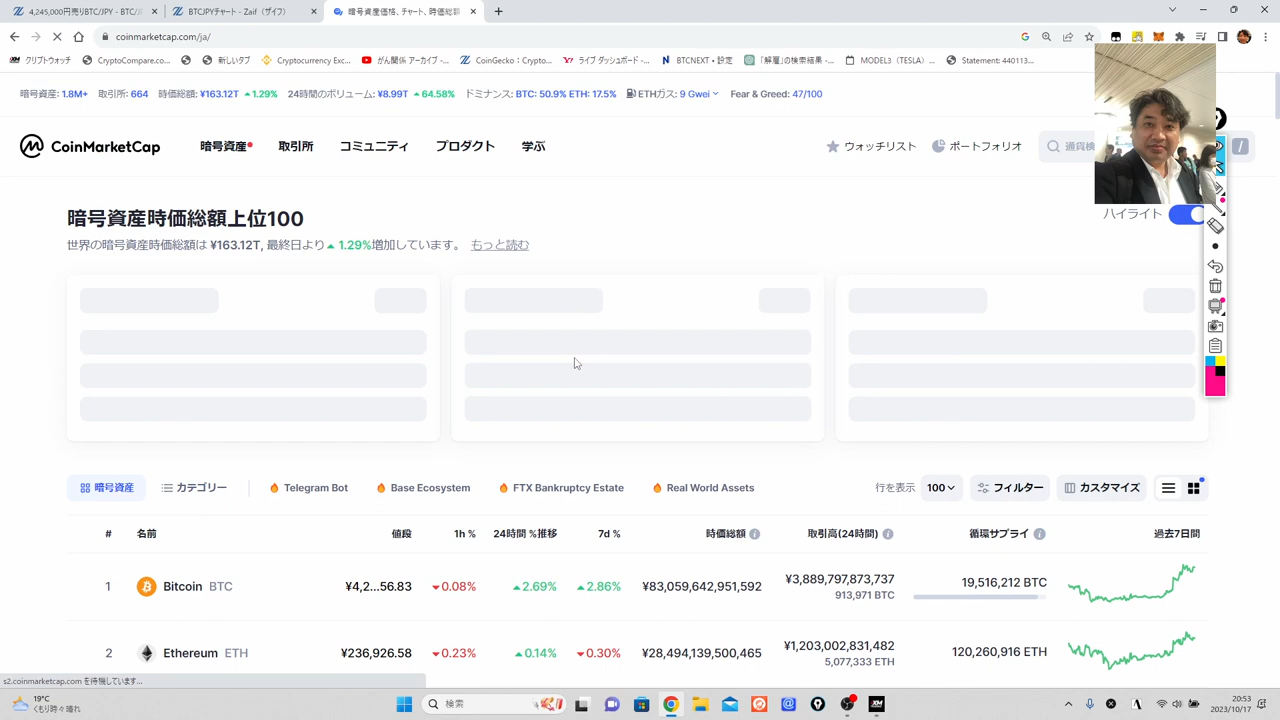 4,245,000円売りBTC/JPY - BTC/J
BTCJPYチャート - Zaif（ザイフ）
暗号資産価格、チャート、時価総額
coinmarketcap.com/ja/
クリプトウォッチ
CryptoCompare.co...
新しいタブ
Cryptocurrency Exc...
がん関係 アーカイブ -...
CoinGecko : Crypto...
ライブ ダッシュボード -...
BTCNEXT • 設定
「解雇」の検索結果 -...
MODEL3（TESLA）...
Statement: 440113...
暗号資産: 1.8M+ 取引所: 664 時価総額: ¥163.12T 1.29% 24時間のボリューム: ¥8.99T 64.58% ドミナンス: BTC: 50.9% ETH: 17.5% ETHガス: 9 Gwei Fear & Greed: 47/100
CoinMarketCap 暗号資産 取引所 コミュニティ プロダクト 学ぶ ウォッチリスト ポートフォリオ 通貨検 /
暗号資産時価総額上位100
ハイライト
世界の暗号資産時価総額は ¥163.12T, 最終日より 1.29%増加しています。 もっと読む
暗号資産 カテゴリー Telegram Bot Base Ecosystem FTX Bankruptcy Estate Real World Assets 行を表示 100 フィルター カスタマイズ
# 名前 値段 1h % 24時間 %推移 7d % 時価総額 取引高(24時間) 循環サプライ 過去7日間
1 Bitcoin BTC ¥4,2...56.83 0.08% 2.69% 2.86% ¥83,059,642,951,592 ¥3,889,797,873,737 19,516,212 BTC
913,971 BTC
2 Ethereum ETH ¥236,926.58 0.23% 0.14% 0.30% ¥28,494,139,500,465 ¥1,203,002,831,482 120,260,916 ETH
5,077,333 ETH
s2.coinmarketcap.com を待機しています...
19°C
くもり時々晴れ
検索
20:53
2023/10/17